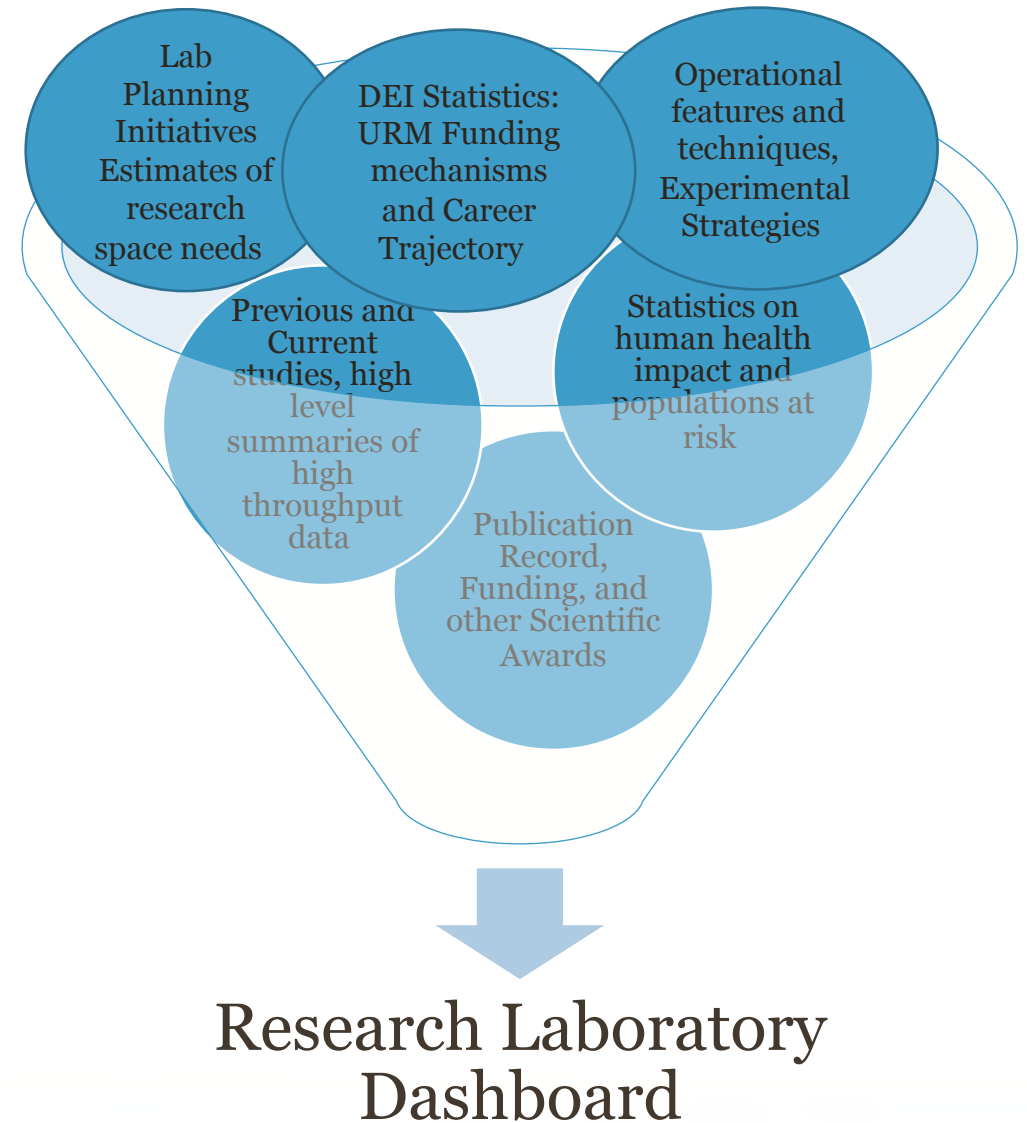 Lab
Planning
Initiatives
Estimates of
research
space needs
DEI Statistics:
URM Funding
mechanisms
and Career
Trajectory
Operational
features and
techniques,
Experimental
Strategies
Previous and
Current
studies, high
level
summaries of
high
throughput
data
Statistics on
human health
impact and
populations at
risk
Publication
Record,
Funding, and
other Scientific
Awards
Research Laboratory
Dashboard